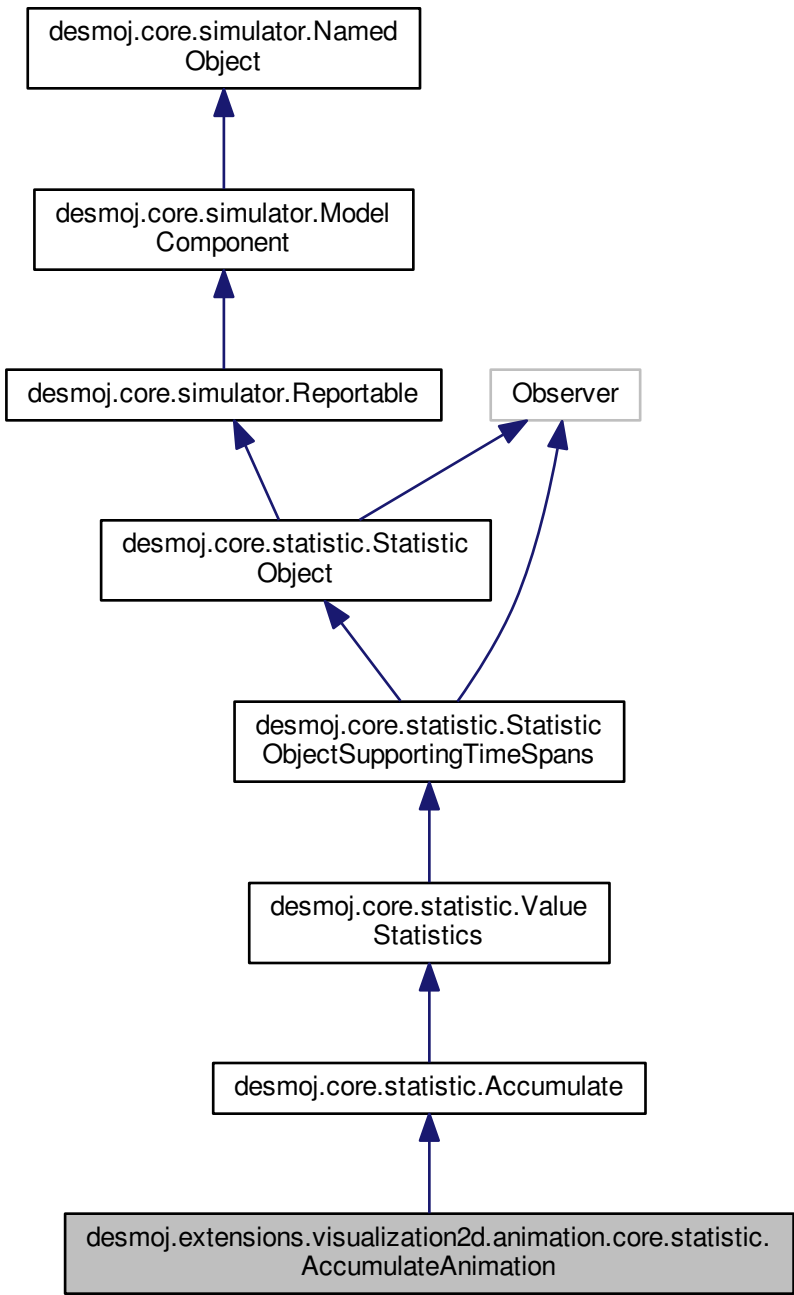 desmoj.core.simulator.Named
Object
desmoj.core.simulator.Model
Component
desmoj.core.simulator.Reportable
Observer
desmoj.core.statistic.Statistic
Object
desmoj.core.statistic.Statistic
ObjectSupportingTimeSpans
desmoj.core.statistic.Value
Statistics
desmoj.core.statistic.Accumulate
desmoj.extensions.visualization2d.animation.core.statistic.
AccumulateAnimation